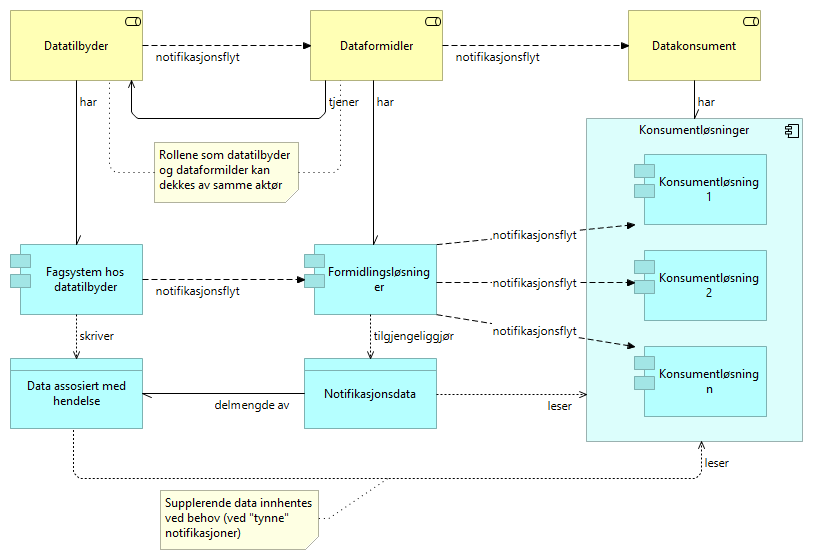 Datatilbyder
notifikasjonsflyt
Dataformidler
notifikasjonsflyt
Datakonsument
har
tjener
har
har
Rollene som datatilbyder
og dataformilder kan
dekkes av samme aktør
Konsumentløsninger
Konsumentløsning
1
Konsumentløsning
2
Konsumentløsning
n
Fagsystem hos
datatilbyder
notifikasjonsflyt
Formidlingsløsning
er
notifikasjonsflyt
notifikasjonsflyt
notifikasjonsflyt
skriver
tilgjengeliggjør
Data assosiert med
hendelse
delmengde av
Notifikasjonsdata
leser
leser
Supplerende data innhentes
ved behov (ved "tynne"
notifikasjoner)